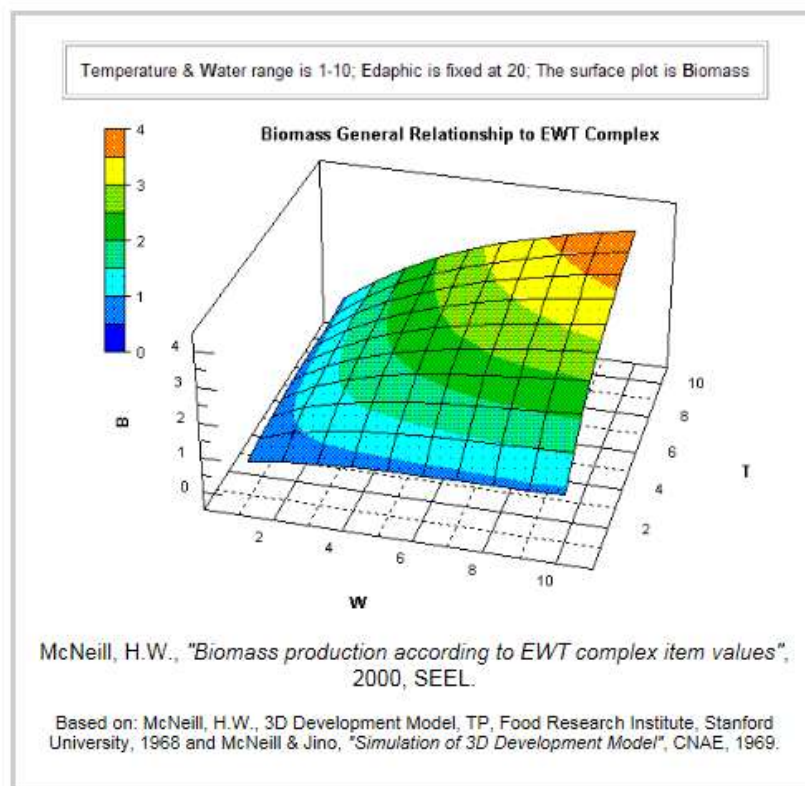 Temperature & Water range is 1-10; Edaphic is fixed at 20; The surface plot is Biomass
Biomass General Relationship to EWT Complex
4
3
2
1
0
4
3
2
1
0
B
2
4
6
8
10
W
10
8
6
4
2
T
McNeill, H.W., "Biomass production according to EWT complex item values",
2000, SEEL.
Based on: McNeill, H.W., 3D Development Model, TP, Food Research Institute, Stanford
University, 1968 and McNeill & Jino, "Simulation of 3D Development Model", CNAE, 1969.